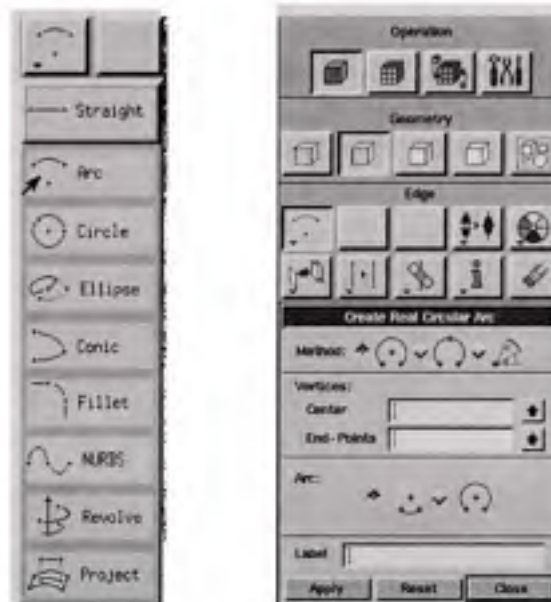 Straight
Arc
Circle
Ellipse
Conic
Fillet
NURBS
Revolve
Project
Operation
Geometry
Edge
Create Real Circular Arc
Method:
Vertices:
Center
End-Points
Arc:
Label
Apply Reset Close